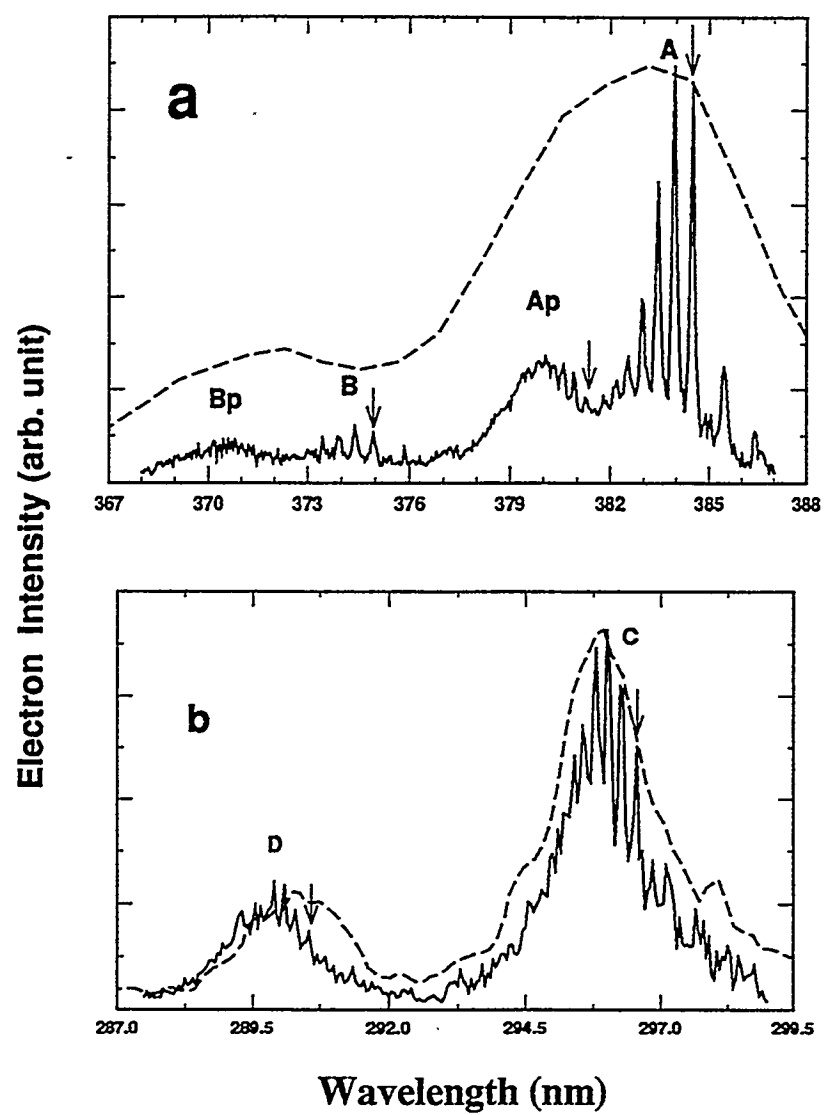 a
A
Ap
B
Bp
367 370 373 376 379 382 385 388
Electron Intensity (arb. unit)
b
C
D
287.0 289.5 292.0 294.5 297.0 299.5
Wavelength (nm)